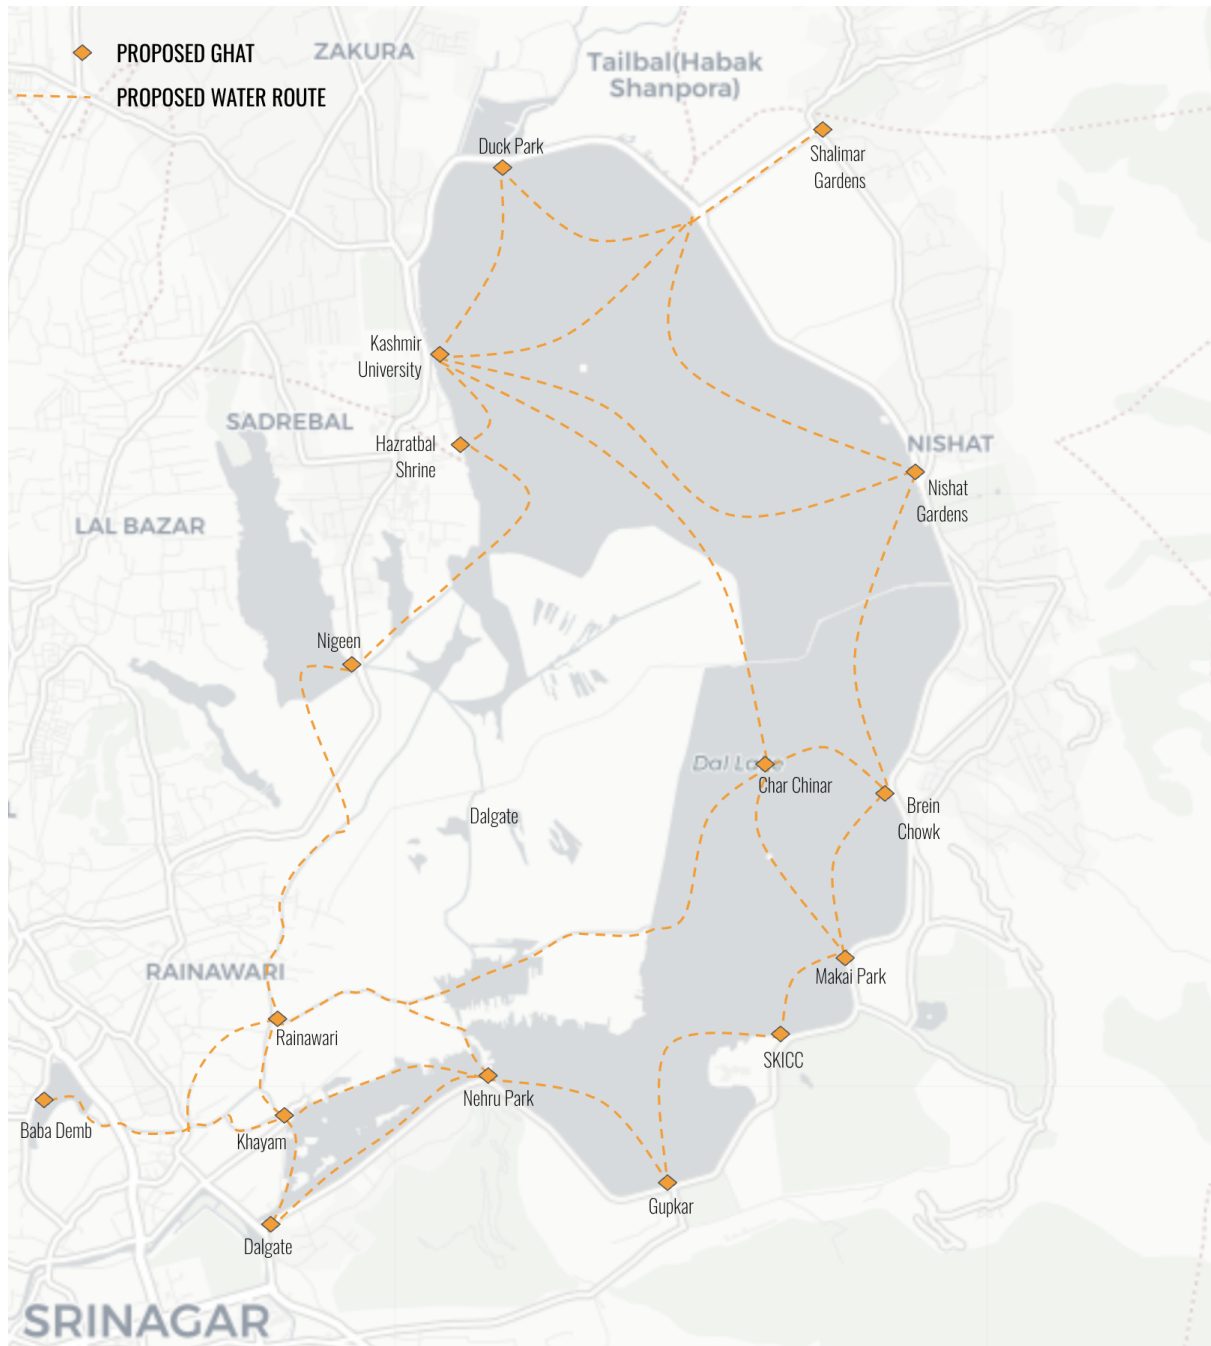 PROPOSED GHAT
PROPOSED WATER ROUTE
ZAKURA
Tailbal(Habak
Shanpora)
Duck Park
Shalimar
Gardens
Kashmir
University
SADREBAL
Hazratbal
Shrine
NISHAT
Nishat
Gardens
LAL BAZAR
Nigeen
Char Chinar
Brein
Chowk
Dalgate
RAINAWARI
Makai Park
Rainawari
SKICC
Nehru Park
Baba Demb
Khayam
Gupkar
Dalgate
SRINAGAR